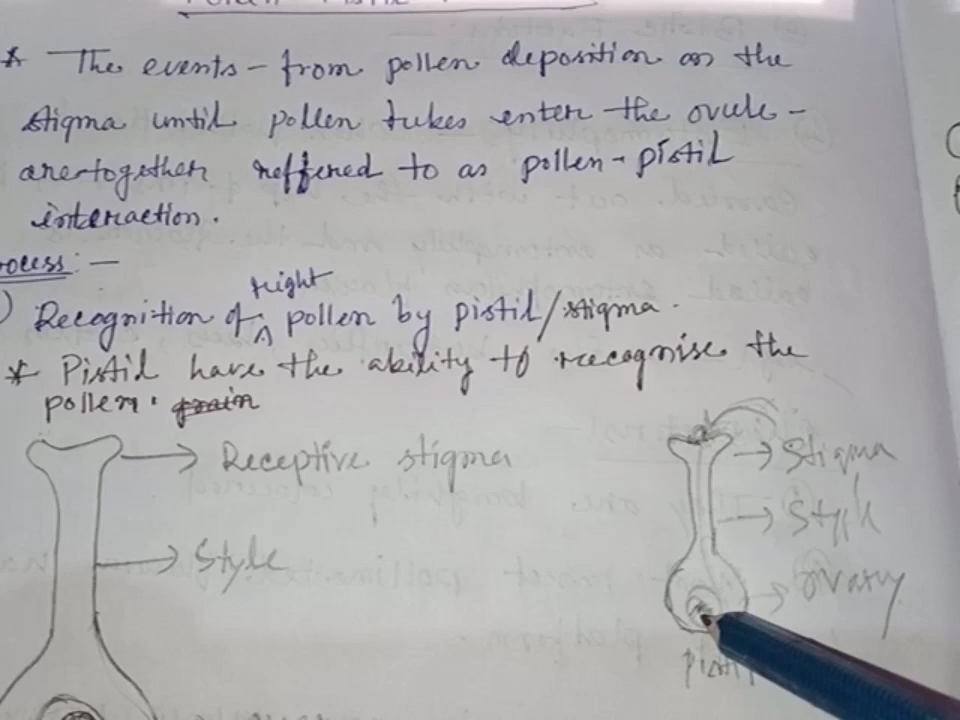 * The events - from pollen deposition on the
stigma until pollen tubes enter the ovule -
are together reffered to as pollen - pistil
interaction.
rocess: -
) Recognition of right pollen by pistil/stigma.
* Pistil have the ability to recognise the
pollen. grain
Receptive stigma
Style
Stigma
Style
Ovary
Pisti